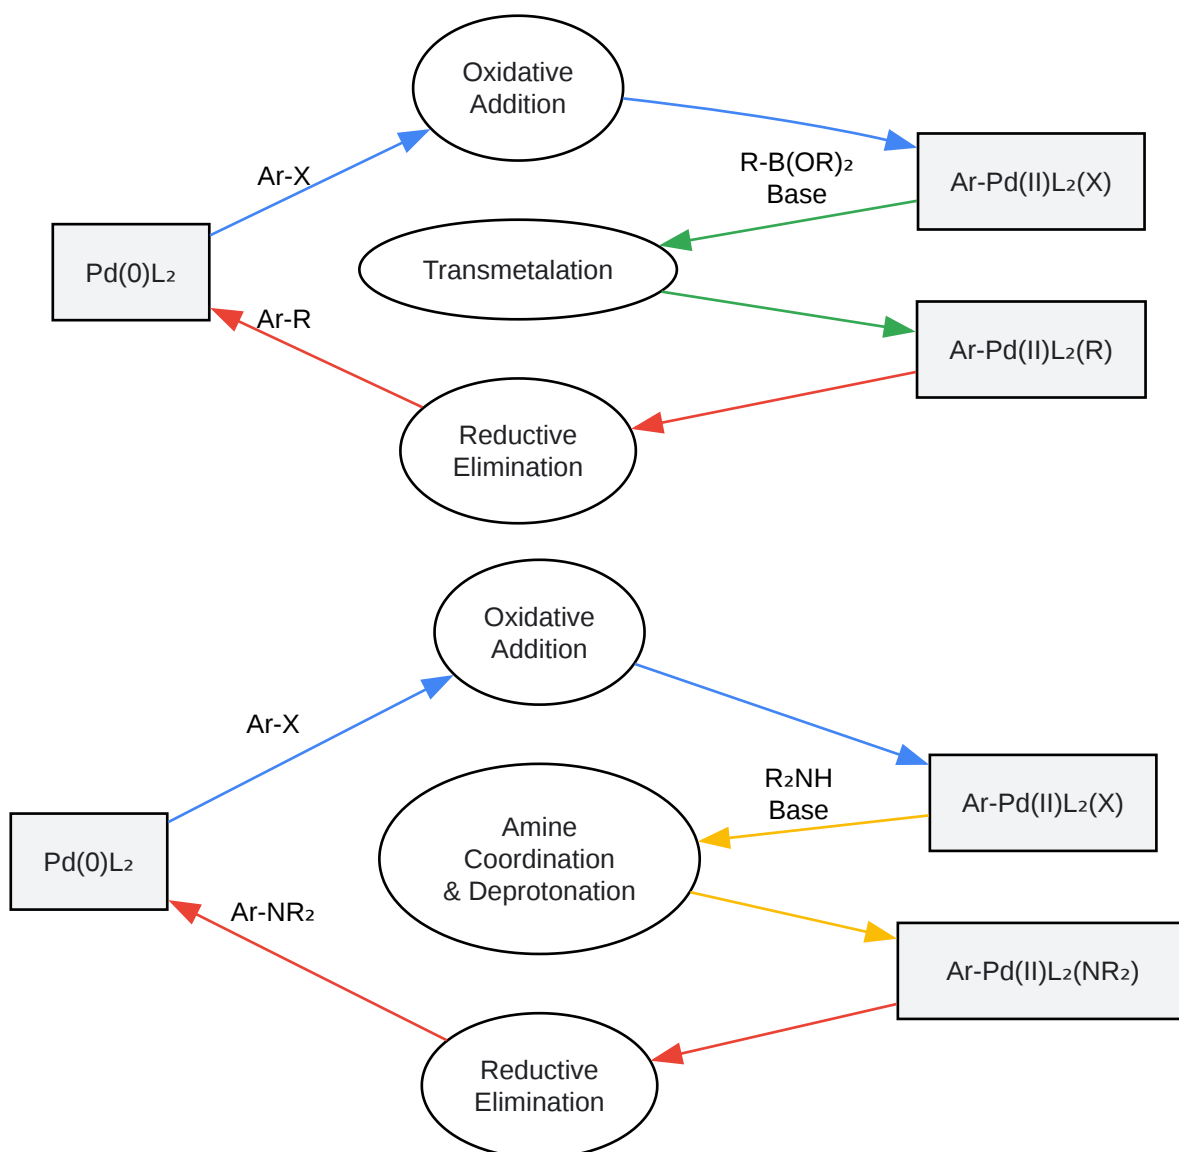 Oxidative
Addition
Ar-X
R-B(OR)₂
Base
Ar-Pd(II)L₂(X)
Pd(0)L₂
Transmetalation
Ar-R
Ar-Pd(II)L₂(R)
Reductive
Elimination
Oxidative
Addition
Ar-X
R₂NH
Base
Ar-Pd(II)L₂(X)
Amine
Coordination
& Deprotonation
Pd(0)L₂
Ar-NR₂
Ar-Pd(II)L₂(NR₂)
Reductive
Elimination